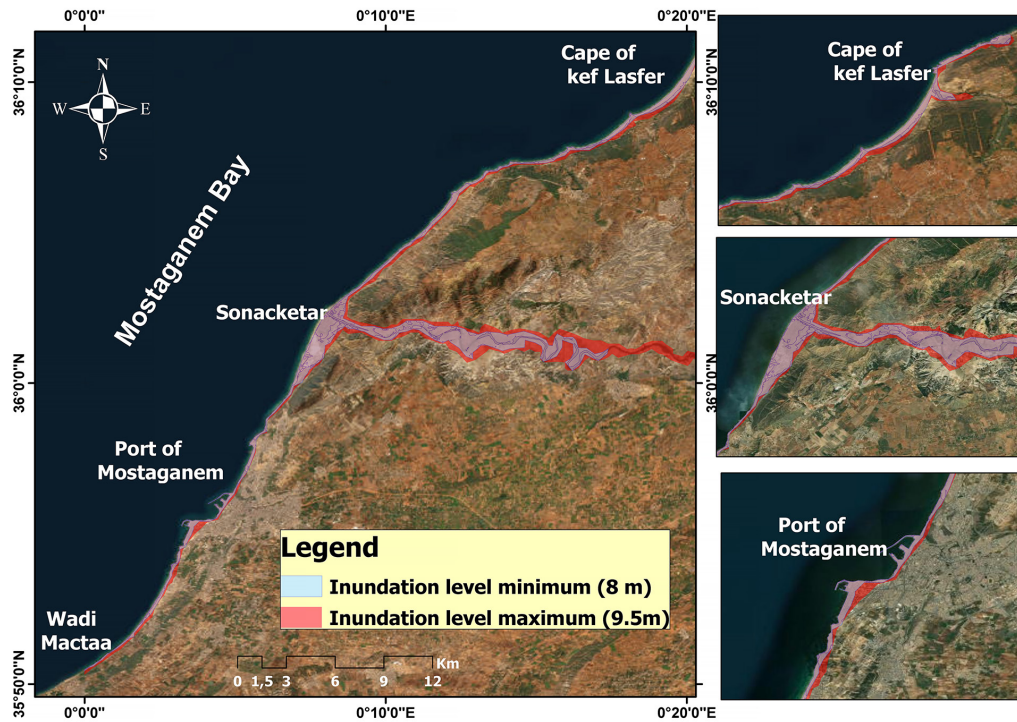 0°0'0"
0°10'0"E
0°20'0"E
36°10'0"N
36°0'0"N
35°50'0"N
N
W
E
S
Mostaganem Bay
Cape of
kef Lasfer
Sonacketar
Port of
Mostaganem
Wadi
Mactaa
Legend
Inundation level minimum (8 m)
Inundation level maximum (9.5m)
Km
0 1,5 3 6 9 12
0°0'0"
0°10'0"E
0°20'0"E
36°10'0"N
36°0'0"N
Cape of
kef Lasfer
Sonacketar
Port of
Mostaganem